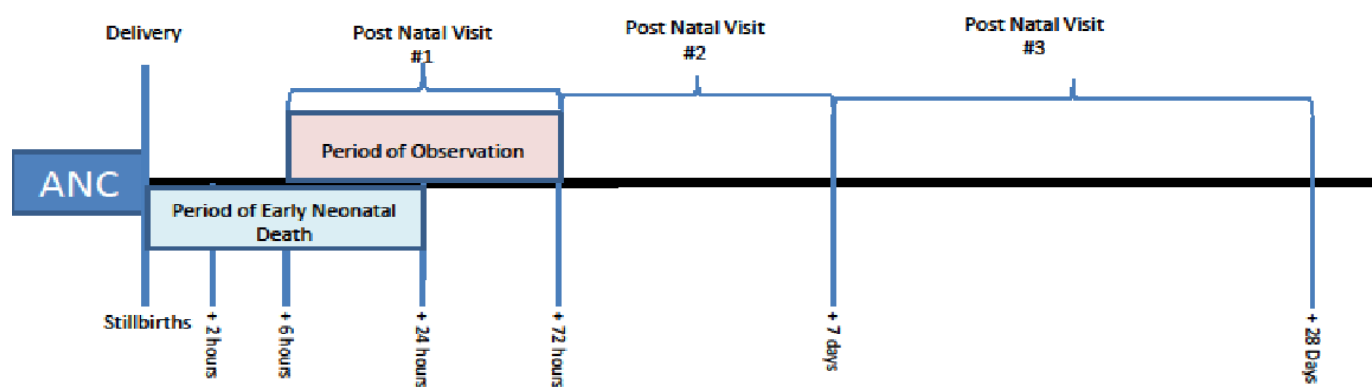 Delivery
Post Natal Visit
#1
Post Natal Visit
#2
Post Natal Visit
#3
Period of Observation
ANC
Period of Early Neonatal
Death
Stillbirths
+ 2 hours
+ 6 hours
+ 24 hours
+ 72 hours
+ 7 days
+ 28 Days